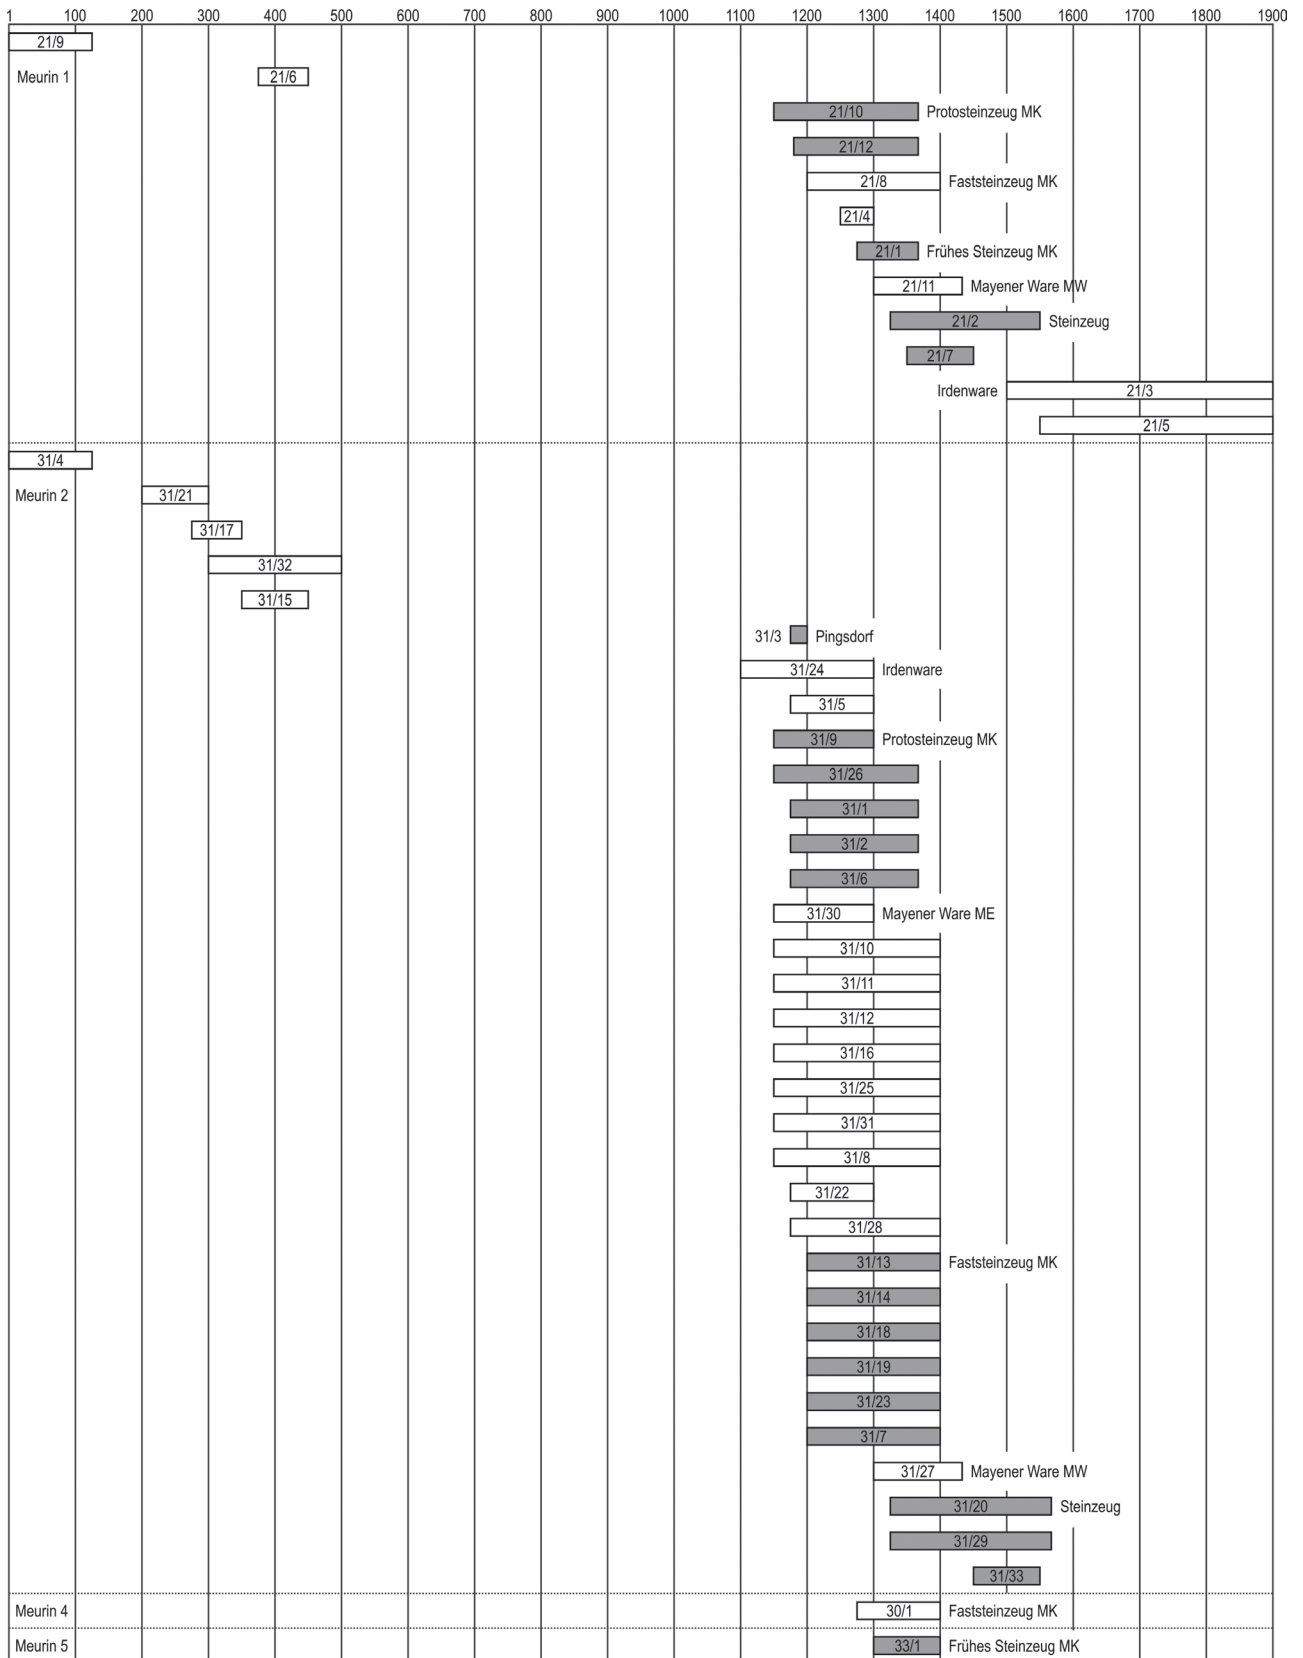 1 100 200 300 400 500 600 700 800 900 1000 1100 1200 1300 1400 1500 1600 1700 1800 1900
21/9
Meurin 1 21/6
21/10 Protosteinzeug MK
21/12
21/8 Faststeinzeug MK
21/4
21/1 Frühes Steinzeug MK
21/11 Mayener Ware MW
21/2 Steinzeug
21/7
Irdenware 21/3
21/5
31/4
Meurin 2 31/21
31/17
31/32
31/15
31/3 Pingsdorf
31/24 Irdenware
31/5
31/9 Protosteinzeug MK
31/26
31/1
31/2
31/6
31/30 Mayener Ware ME
31/10
31/11
31/12
31/16
31/25
31/31
31/8
31/22
31/28
31/13 Faststeinzeug MK
31/14
31/18
31/19
31/23
31/7
31/27 Mayener Ware MW
31/20 Steinzeug
31/29
31/33
Meurin 4 30/1 Faststeinzeug MK
Meurin 5 33/1 Frühes Steinzeug MK